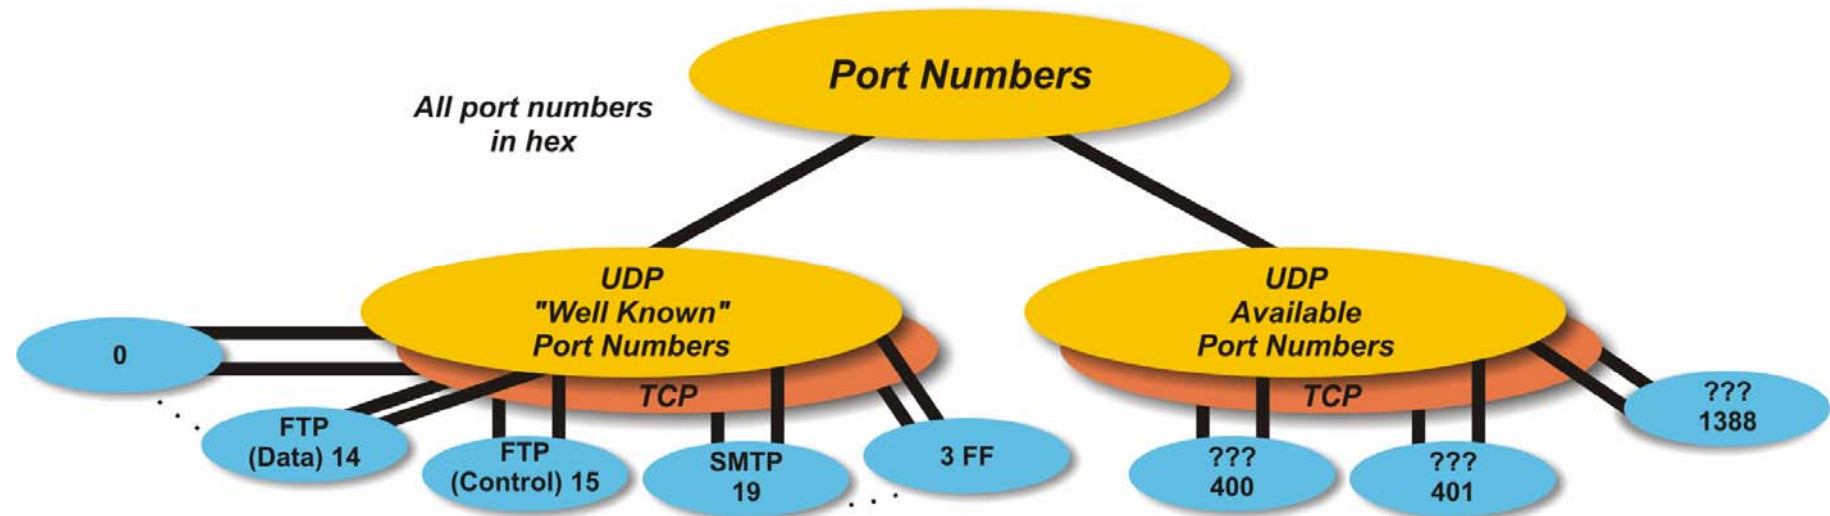 Port Numbers
All port numbers
in hex
UDP
"Well Known"
Port Numbers
TCP
UDP
Available
Port Numbers
TCP
0
FTP
(Data) 14
FTP
(Control) 15
SMTP
19
3 FF
???
400
???
401
???
1388